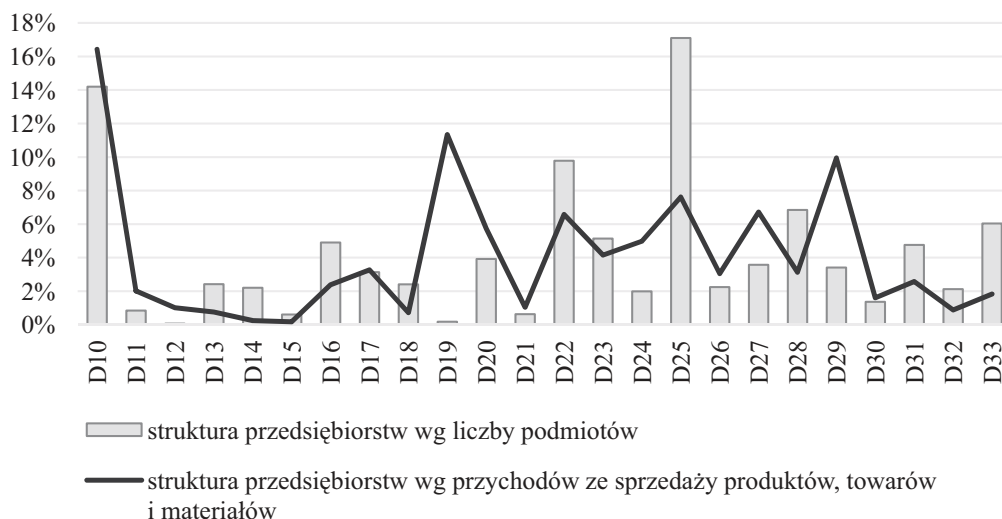 18%
16%
14%
12%
10%
8%
6%
4%
2%
0%
D10
D11
D12
D13
D14
D15
D16
D17
D18
D19
D20
D21
D22
D23
D24
D25
D26
D27
D28
D29
D30
D31
D32
D33
struktura przedsiębiorstw wg liczby podmiotów
struktura przedsiębiorstw wg przychodów ze sprzedaży produktów, towarów
i materiałów